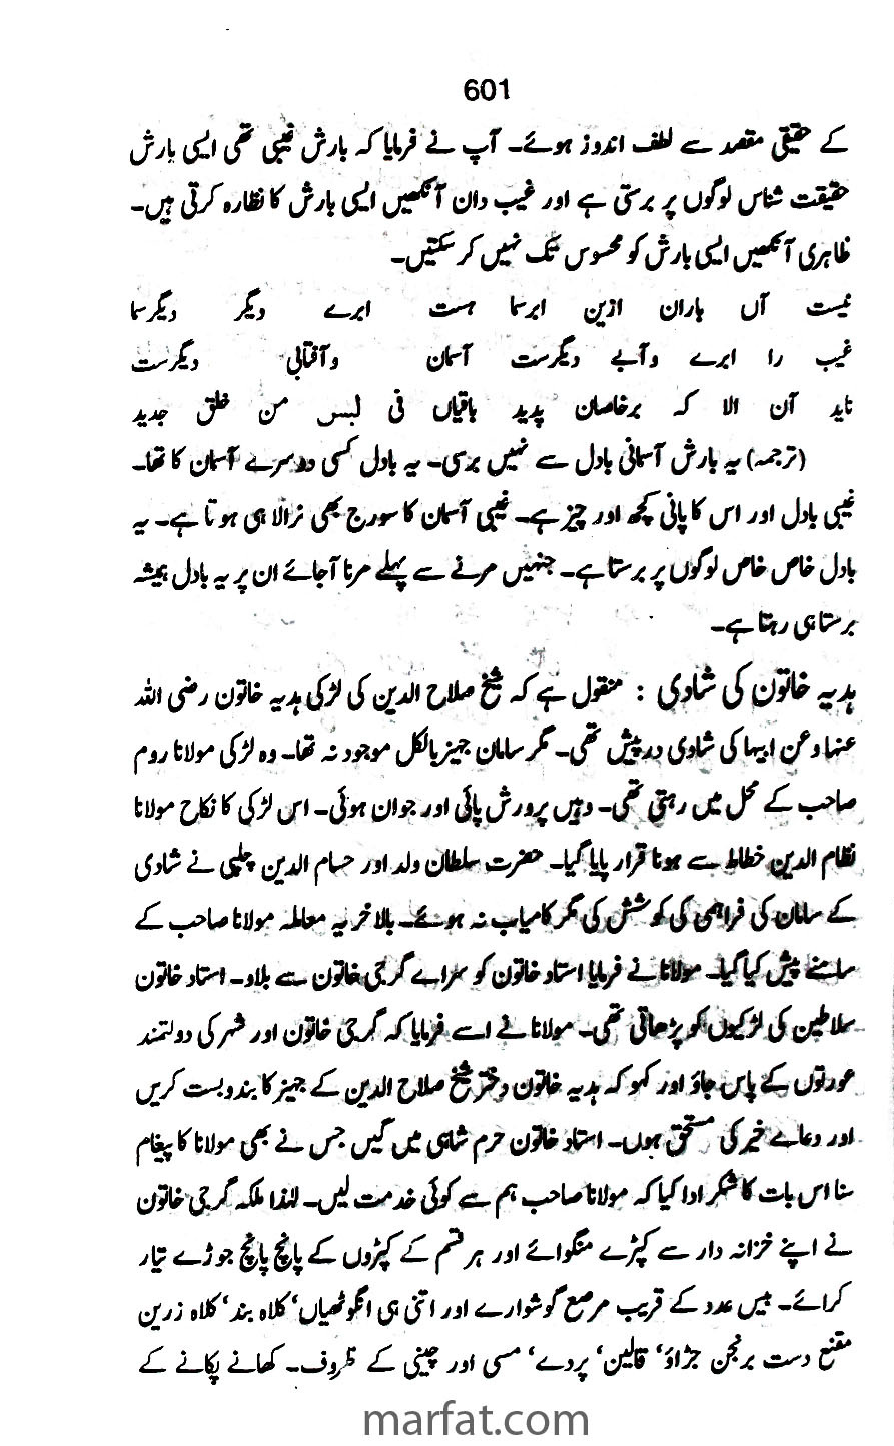 601
کے حقیقی مقصد سے لطف اندوز ہوئے۔ آپ نے فرمایا کہ بارش غیبی تھی ایسی بارش
حقیقت شناس لوگوں پر برستی ہے اور غیب دان آنکھیں ایسی بارش کا نظارہ کرتی ہیں۔
ظاہری آنکھیں ایسی بارش کو محسوس تک نہیں کر سکتیں۔
نیست آں باران ازین ابرسا ہست ابرے دیگر دیگرسا
غیب را ابرے و آبے دیگرست آسمان و آفتابی دیگرست
ناید آن الا کہ برخاصان پدید باقیاں فی لبس من خلق جدید
(ترجمہ) یہ بارش آسمانی بادل سے نہیں برسی۔ یہ بادل کسی دوسرے آسمان کا تھا۔
غیبی بادل اور اس کا پانی کچھ اور چیز ہے۔ غیبی آسمان کا سورج بھی نرالا ہی ہوتا ہے۔ یہ
بادل خاص خاص لوگوں پر برستا ہے۔ جنہیں مرنے سے پہلے مرنا آجائے ان پر یہ بادل ہمیشہ
برستا ہی رہتا ہے۔
ہدیہ خاتون کی شادی : منقول ہے کہ شیخ صلاح الدین کی لڑکی ہدیہ خاتون رضی اللہ
عنہا و عن ابیہا کی شادی درپیش تھی۔ مگر سامان جہیز بالکل موجود نہ تھا۔ وہ لڑکی مولانا روم
صاحب کے محل میں رہتی تھی۔ وہیں پرورش پائی اور جوان ہوئی۔ اس لڑکی کا نکاح مولانا
نظام الدین خطاط سے ہونا قرار پایا گیا۔ حضرت سلطان ولد اور حسام الدین چلپی نے شادی
کے سامان کی فراہمی کی کوشش کی مگر کامیاب نہ ہوئے۔ بالاخر یہ معاملہ مولانا صاحب کے
سامنے پیش کیا گیا۔ مولانا نے فرمایا استاد خاتون کو سرائے گرجی خاتون سے بلاو۔ استاد خاتون
سلاطین کی لڑکیوں کو پڑھاتی تھی۔ مولانا نے اسے فرمایا کہ گرجی خاتون اور شہر کی دولتمند
عورتوں کے پاس جاؤ اور کہو کہ ہدیہ خاتون دختر شیخ صلاح الدین کے جہیز کا بندوبست کریں
اور دعاے خیر کی مستحق ہوں۔ استاد خاتون حرم شاہی میں گیں جس نے بھی مولانا کا پیغام
سنا اس بات کا شکر ادا کیا کہ مولانا صاحب ہم سے کوئی خدمت لیں۔ لہٰذا ملکہ گرجی خاتون
نے اپنے خزانہ دار سے کپڑے منگوائے اور ہر قسم کے کپڑوں کے پانچ پانچ جوڑے تیار
کرائے۔ بیس عدد کے قریب مرصع گوشوارے اور اتنی ہی انگوٹھیاں‘ کلاہ بند‘ کلاہ زرین
مقنع دست برنجن جڑاؤ‘ قالین‘ پردے‘ مسی اور چینی کے ظروف۔ کھانے پکانے کے
marfat.com